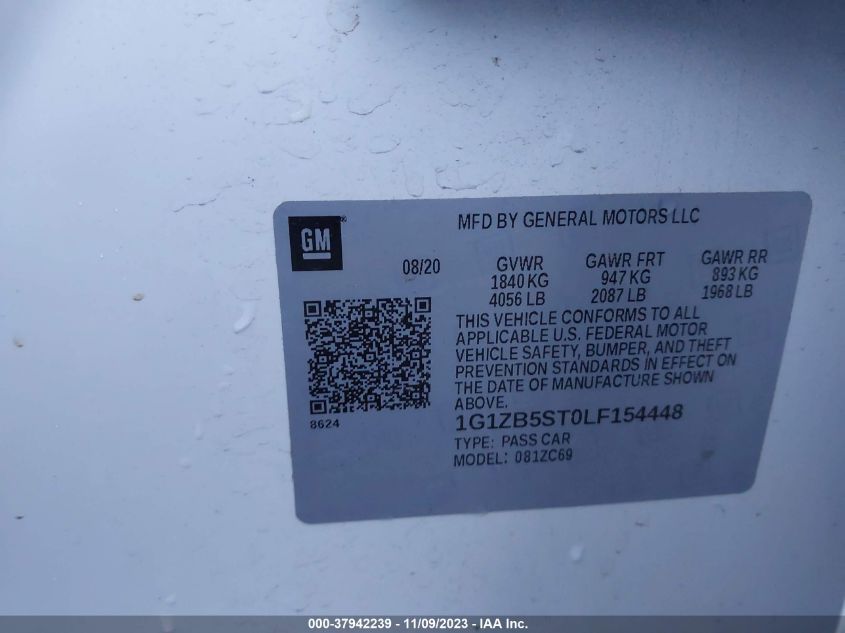 GM®
MFD BY GENERAL MOTORS LLC
08/20
GVWR GAWR FRT GAWR RR
1840 KG 947 KG 893 KG
4056 LB 2087 LB 1968 LB
THIS VEHICLE CONFORMS TO ALL
APPLICABLE U.S. FEDERAL MOTOR
VEHICLE SAFETY, BUMPER, AND THEFT
PREVENTION STANDARDS IN EFFECT ON
THE DATE OF MANUFACTURE SHOWN
ABOVE.
8624
1G1ZB5ST0LF154448
TYPE: PASS CAR
MODEL: 081ZC69
000-37942239 - 11/09/2023 - IAA Inc.